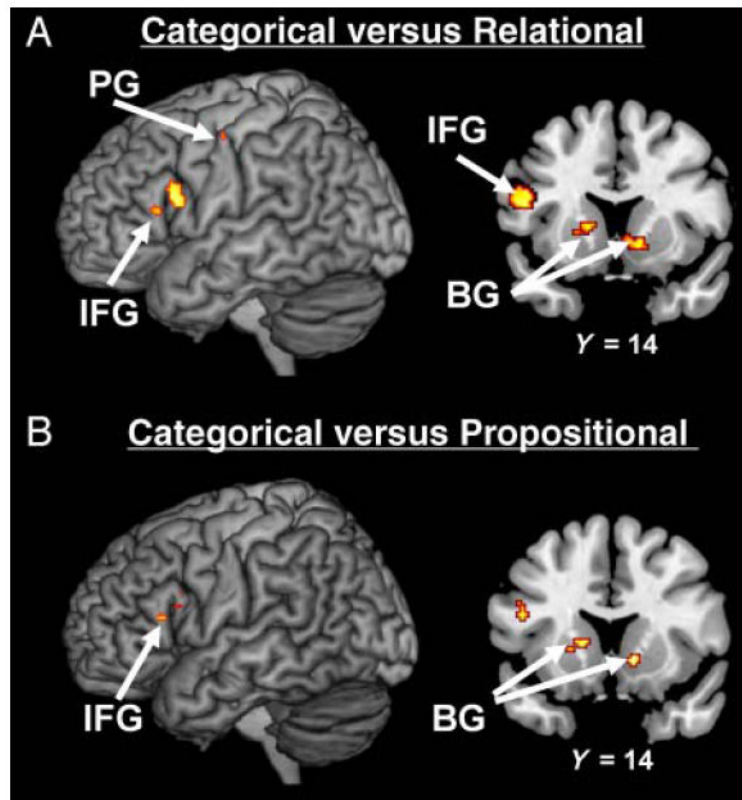 A
Categorical versus Relational
PG
IFG
IFG
BG
Y = 14
B
Categorical versus Propositional
IFG
BG
Y = 14